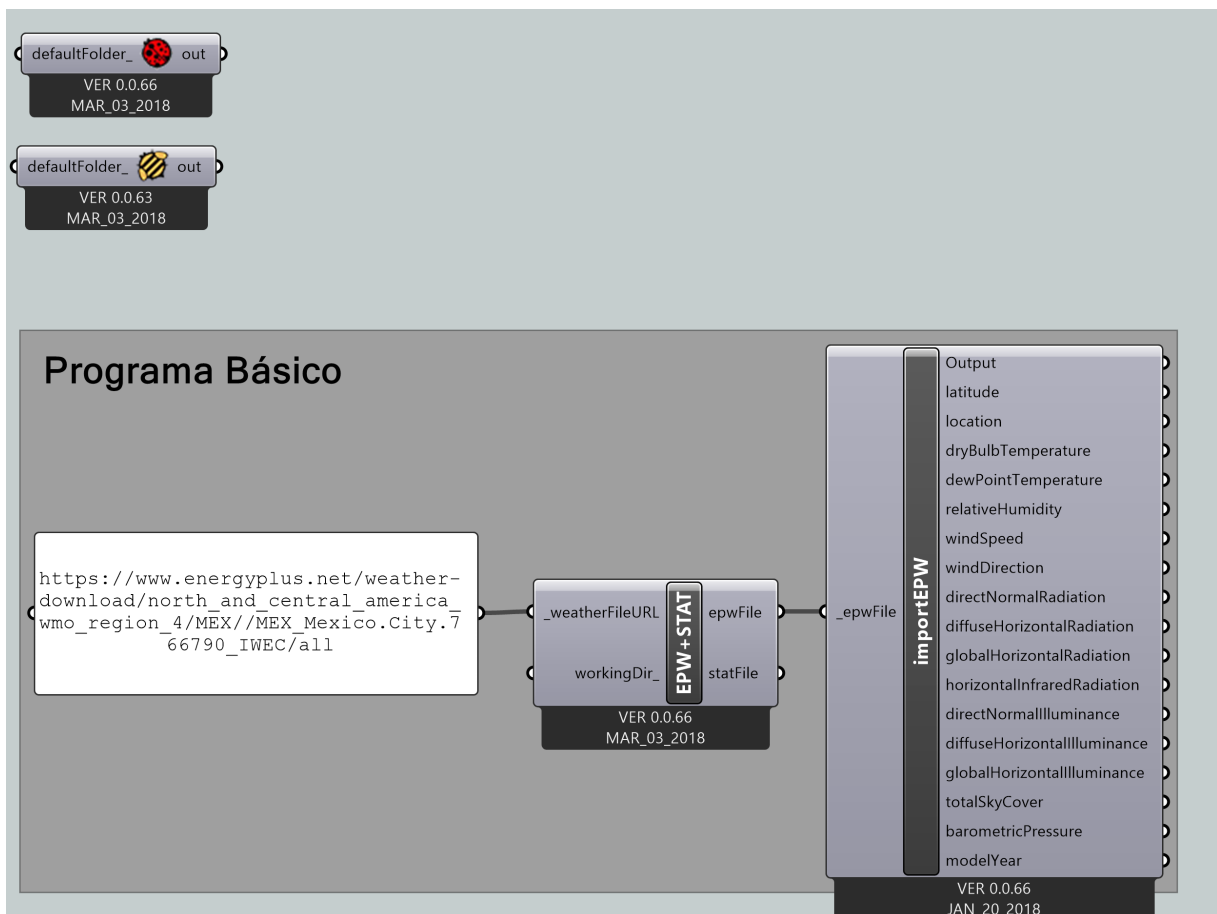 defaultFolder_ out
VER 0.0.66
MAR_03_2018
defaultFolder_ out
VER 0.0.63
MAR_03_2018
Programa Básico
https://www.energyplus.net/weather-
download/north_and_central_america_
wmo_region_4/MEX//MEX_Mexico.City.7
66790_IWEC/all
_weatherFileURL
workingDir_
EPW+STAT
epwFile
statFile
VER 0.0.66
MAR_03_2018
_epwFile
importEPW
Output
latitude
location
dryBulbTemperature
dewPointTemperature
relativeHumidity
windSpeed
windDirection
directNormalRadiation
diffuseHorizontalRadiation
globalHorizontalRadiation
horizontalInfraredRadiation
directNormalIlluminance
diffuseHorizontalIlluminance
globalHorizontalIlluminance
totalSkyCover
barometricPressure
modelYear
VER 0.0.66
JAN_20_2018